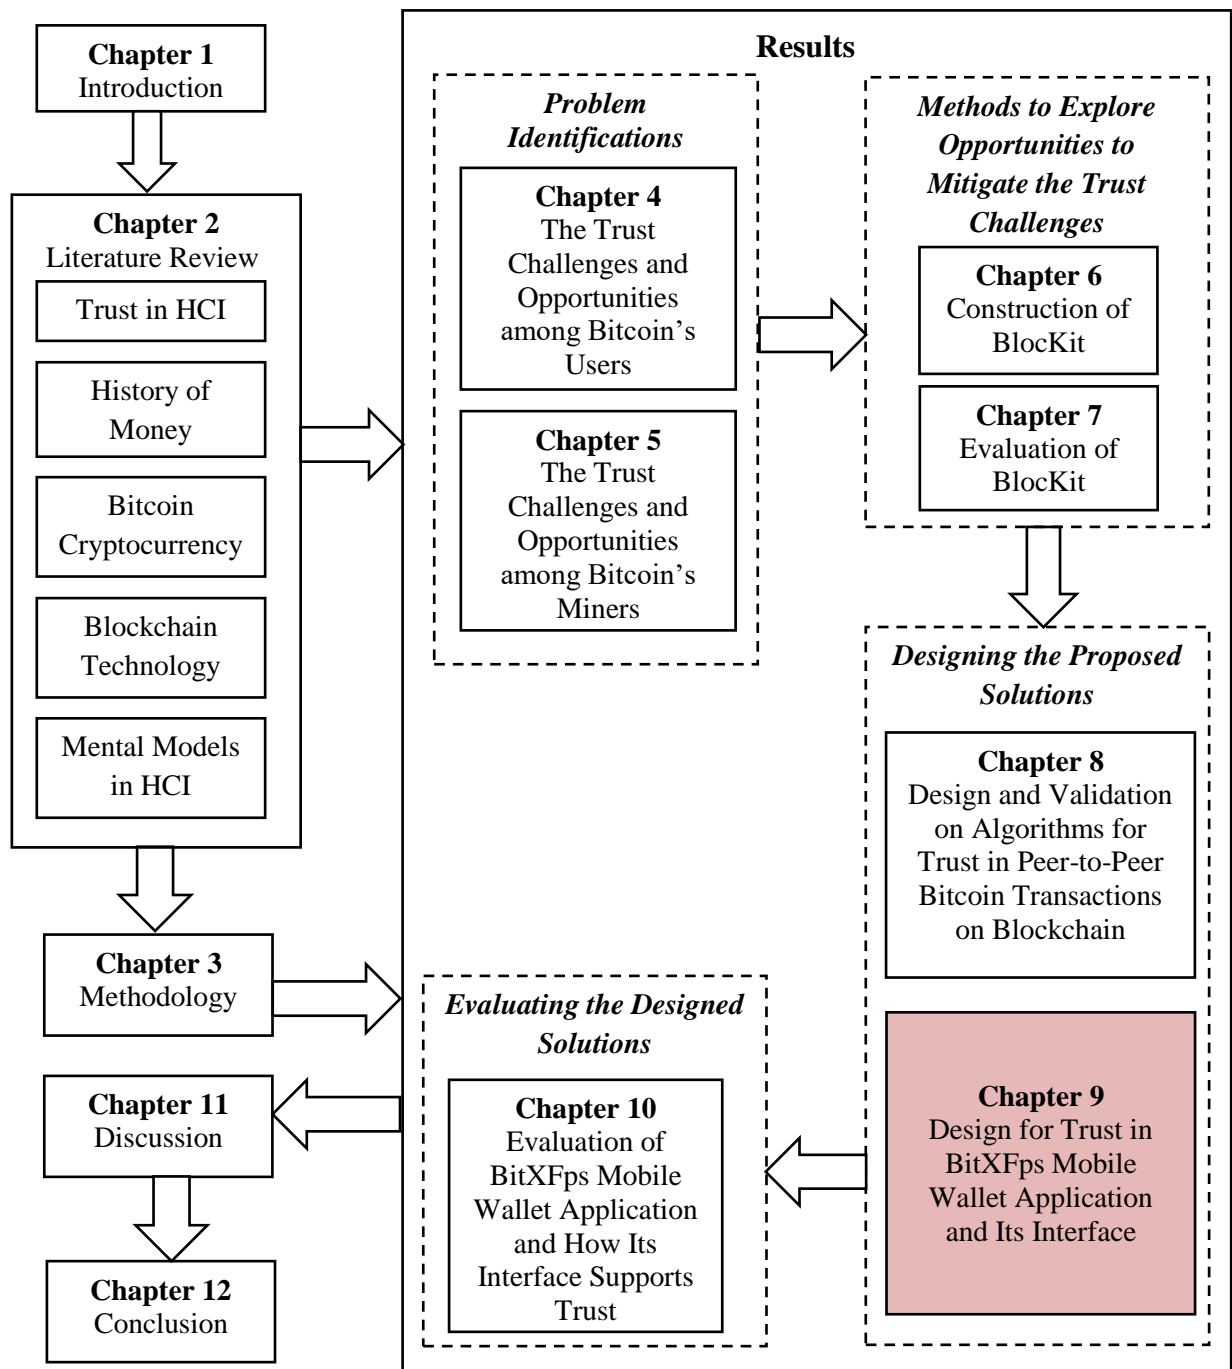 Chapter 1
Introduction
Chapter 2
Literature Review
Trust in HCI
History of
Money
Bitcoin
Cryptocurrency
Blockchain
Technology
Mental Models
in HCI
Chapter 3
Methodology
Results
Problem
Identifications
Chapter 4
The Trust
Challenges and
Opportunities
among Bitcoin’s
Users
Chapter 5
The Trust
Challenges and
Opportunities
among Bitcoin’s
Miners
Methods to Explore
Opportunities to
Mitigate the Trust
Challenges
Chapter 6
Construction of
BlocKit
Chapter 7
Evaluation of
BlocKit
Designing the Proposed
Solutions
Chapter 8
Design and Validation
on Algorithms for
Trust in Peer-to-Peer
Bitcoin Transactions
on Blockchain
Chapter 9
Design for Trust in
BitXFps Mobile
Wallet Application
and Its Interface
Evaluating the Designed
Solutions
Chapter 10
Evaluation of
BitXFps Mobile
Wallet Application
and How Its
Interface Supports
Trust
Chapter 11
Discussion
Chapter 12
Conclusion